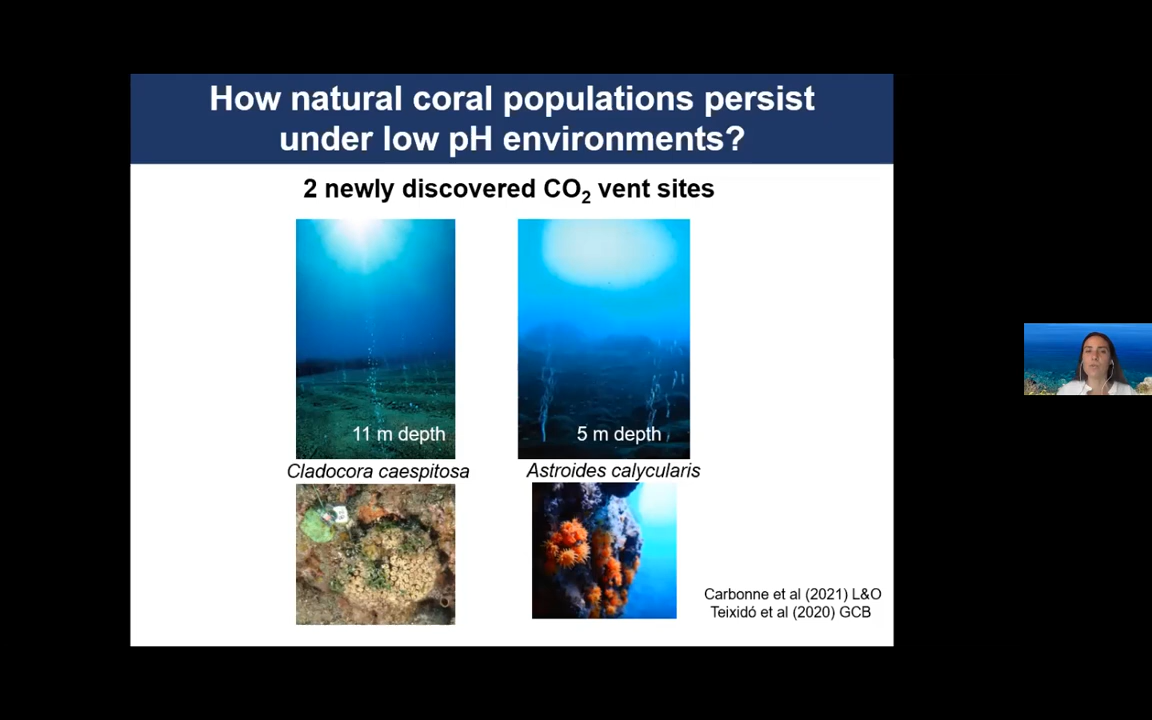 How natural coral populations persist
under low pH environments?
2 newly discovered CO₂ vent sites
11 m depth
5 m depth
Cladocora caespitosa
Astroides calycularis
Carbonne et al (2021) L&O
Teixidó et al (2020) GCB